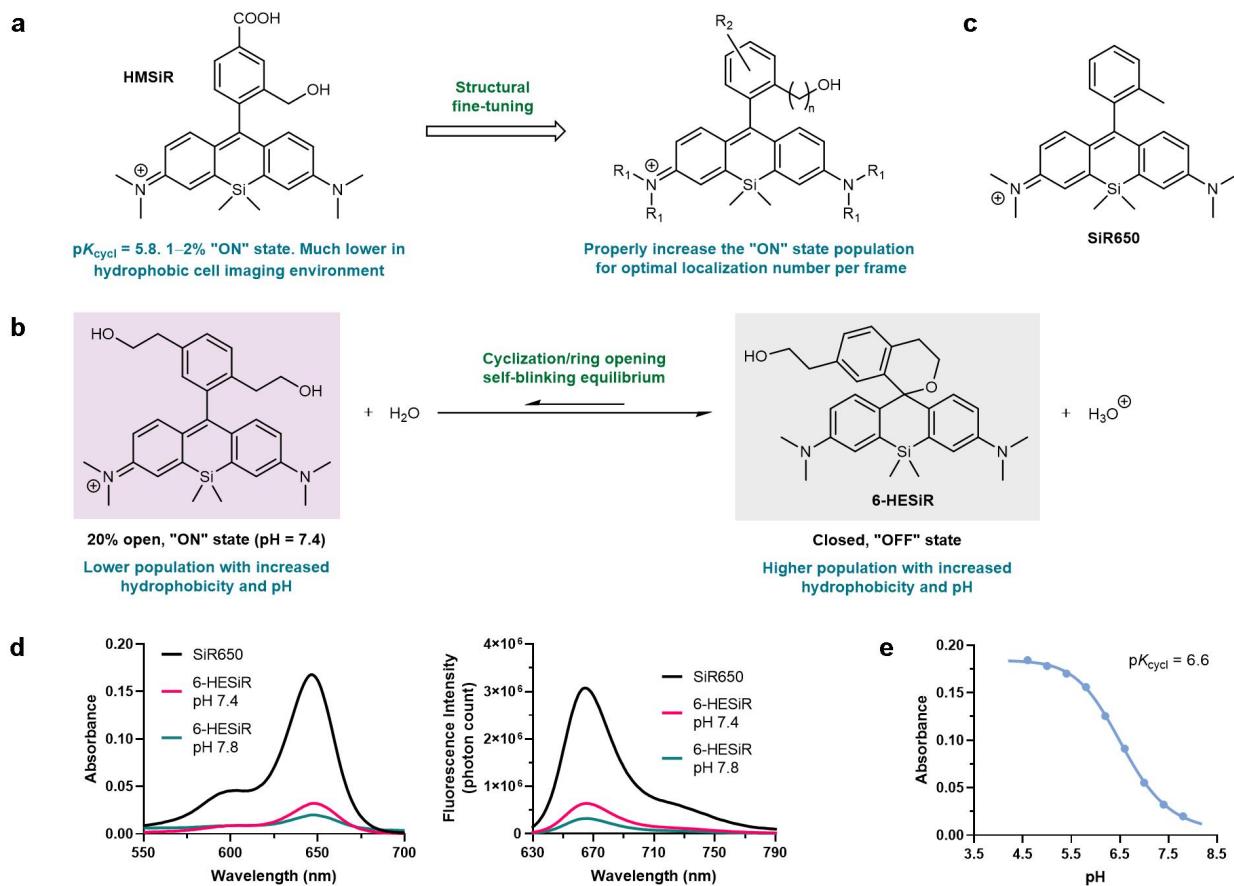 a
HMSiR
COOH
OH
Si
N
⊕
N
pKcycl = 5.8. 1–2% "ON" state. Much lower in
hydrophobic cell imaging environment
Structural
fine-tuning
R2
OH
( )n
R1
⊕
N
R1
Si
N
R1
R1
Properly increase the "ON" state population
for optimal localization number per frame
c
N
⊕
Si
N
SiR650
b
HO
OH
N
⊕
Si
N
20% open, "ON" state (pH = 7.4)
Lower population with increased
hydrophobicity and pH
+ H2O
Cyclization/ring opening
self-blinking equilibrium
HO
O
N
Si
N
6-HESiR
Closed, "OFF" state
Higher population with increased
hydrophobicity and pH
+ H3O⊕
d
Absorbance
0.20
0.15
0.10
0.05
0.00
550
600
650
700
Wavelength (nm)
SiR650
6-HESiR
pH 7.4
6-HESiR
pH 7.8
Fluorescence Intensity
(photon count)
4×10⁶
3×10⁶
2×10⁶
1×10⁶
0
630
670
710
750
790
Wavelength (nm)
SiR650
6-HESiR
pH 7.4
6-HESiR
pH 7.8
e
pKcycl = 6.6
Absorbance
0.20
0.15
0.10
0.05
0.00
3.5
4.5
5.5
6.5
7.5
8.5
pH